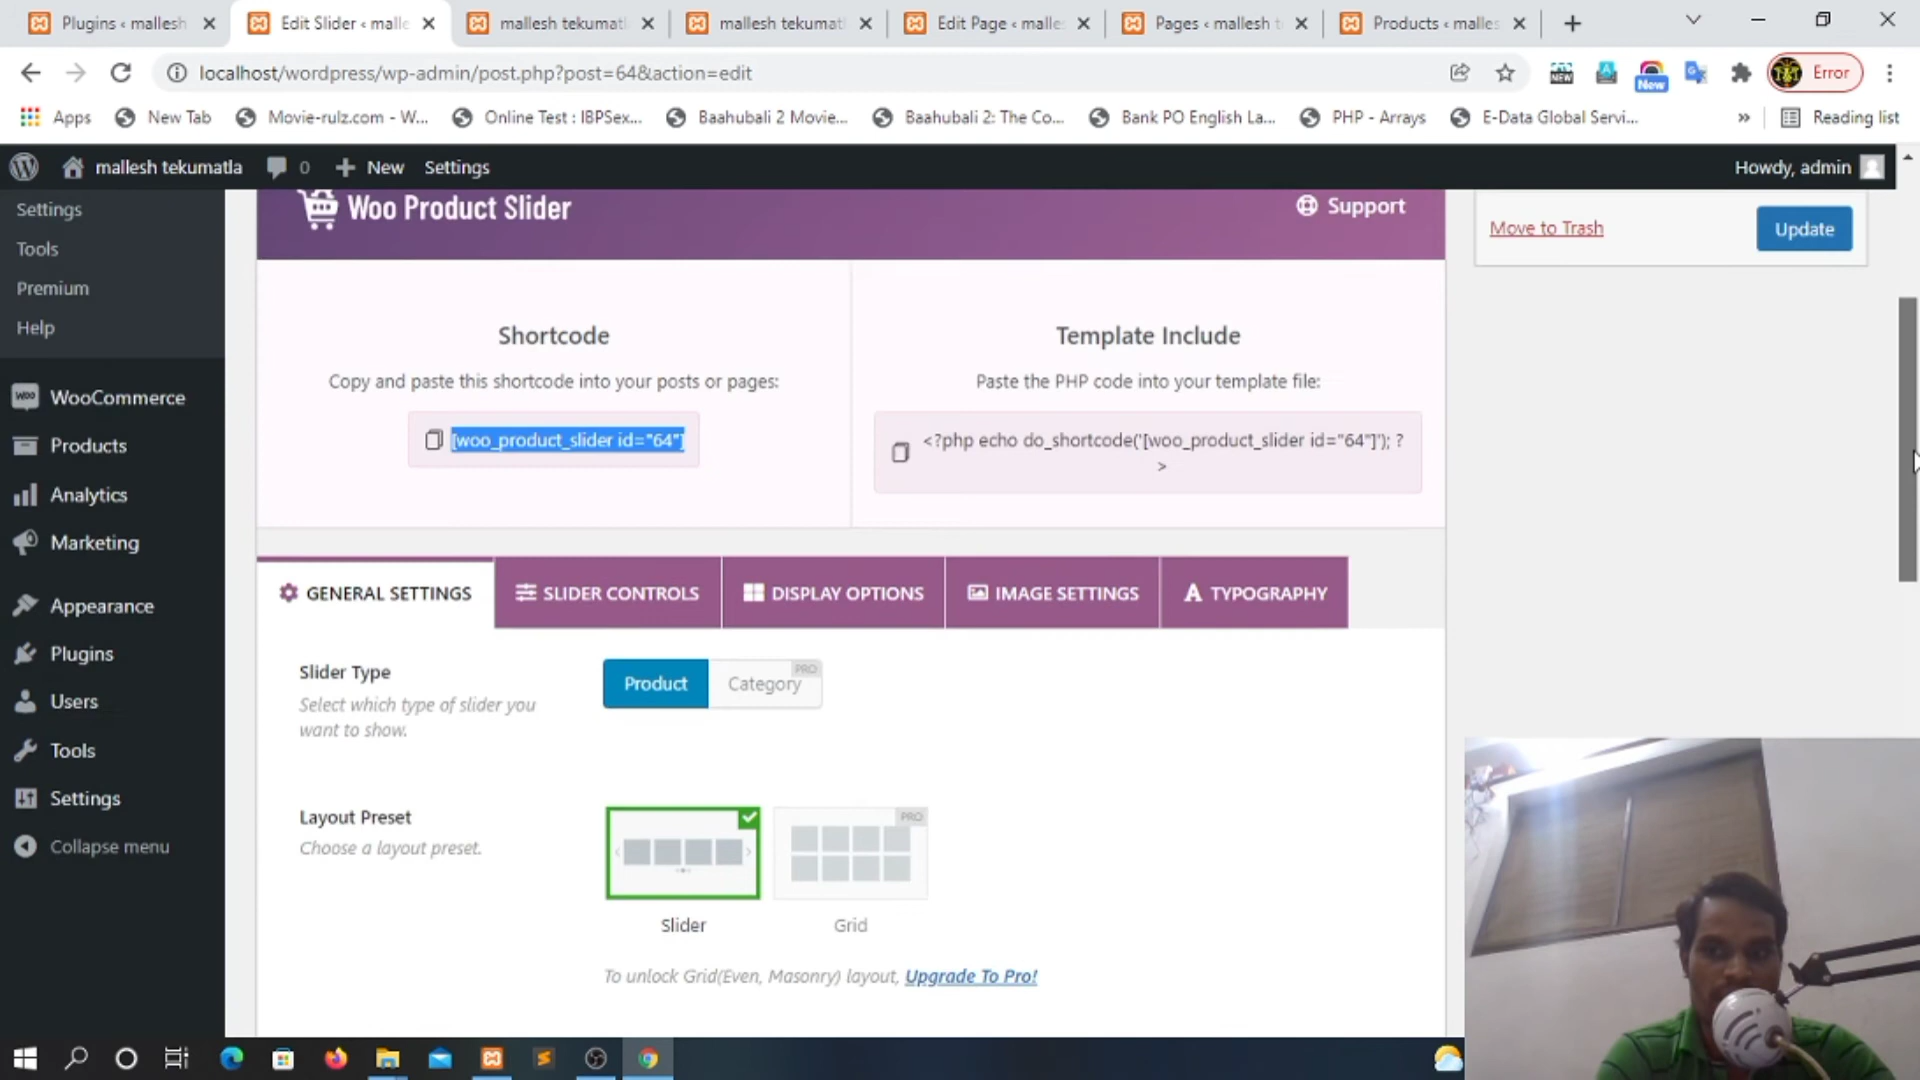 Plugins ‹ mallesh
Edit Slider ‹ malle
mallesh tekumatl
mallesh tekumatl
Edit Page ‹ malle
Pages ‹ mallesh t
Products ‹ malles
localhost/wordpress/wp-admin/post.php?post=64&action=edit
NEW
New
Error
Apps
New Tab
Movie-rulz.com - W...
Online Test : IBPSex...
Baahubali 2 Movie...
Baahubali 2: The Co...
Bank PO English La...
PHP - Arrays
E-Data Global Servi...
»
Reading list
mallesh tekumatla
0
New
Settings
Howdy, admin
Settings
Tools
Premium
Help
WooCommerce
Products
Analytics
Marketing
Appearance
Plugins
Users
Tools
Settings
Collapse menu
Woo Product Slider
Support
Move to Trash
Update
Shortcode
Copy and paste this shortcode into your posts or pages:
[woo_product_slider id="64"]
Template Include
Paste the PHP code into your template file:
<?php echo do_shortcode('[woo_product_slider id="64"]'); ?
>
GENERAL SETTINGS
SLIDER CONTROLS
DISPLAY OPTIONS
IMAGE SETTINGS
TYPOGRAPHY
Slider Type
Select which type of slider you
want to show.
Product
Category
PRO
Layout Preset
Choose a layout preset.
PRO
Slider
Grid
To unlock Grid(Even, Masonry) layout, Upgrade To Pro!